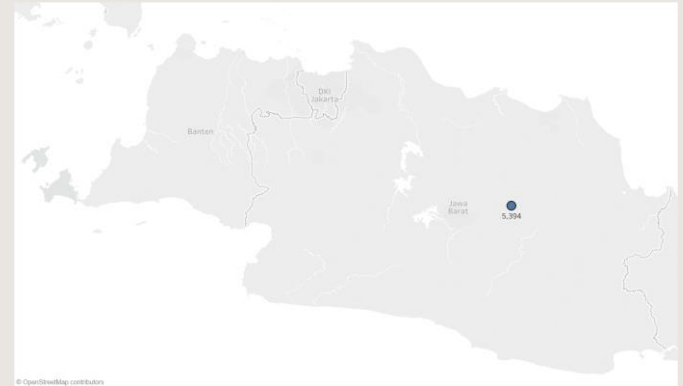 DKI
Jakarta
Banten
Jawa
Barat
5,394
© OpenStreetMap contributors